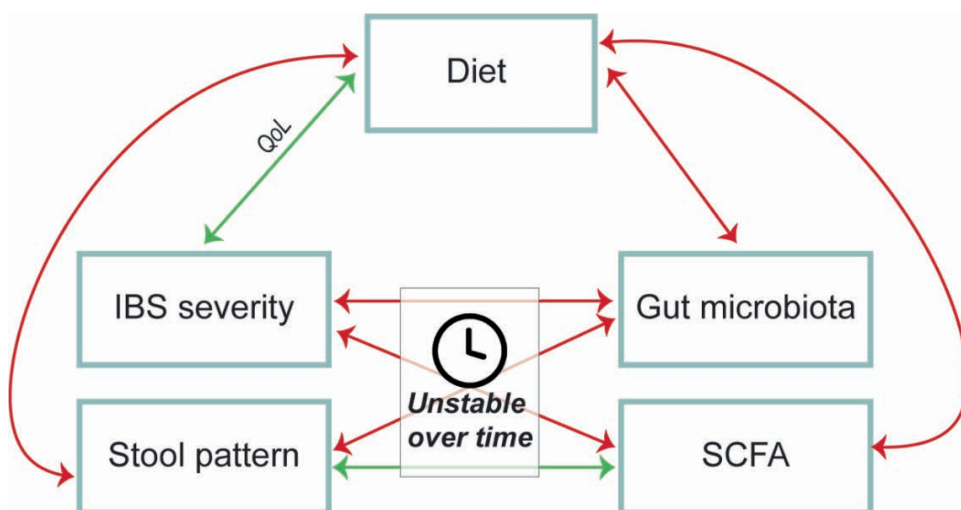 Diet
QoL
IBS severity
Gut microbiota
Unstable
over time
Stool pattern
SCFA